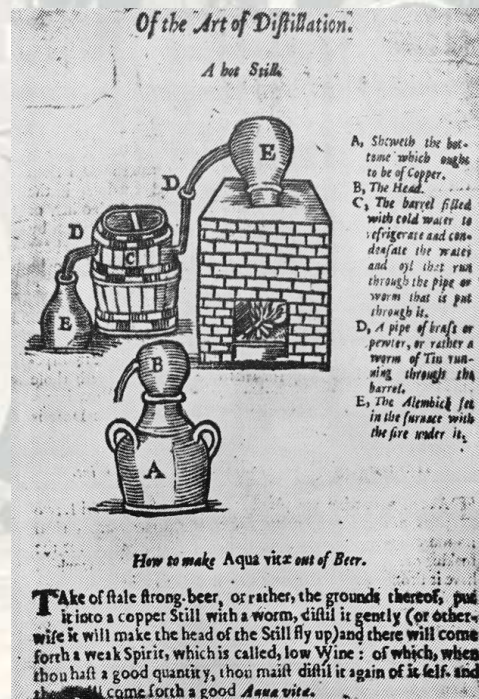 Of the Art of Distillation.
A hot Still.
A, Sheweth the bot-
tome which ought
to be of Copper.
B, The Head.
C, The barrel filled
with cold water to
refrigerate and con-
densate the water
and oyl that run
through the pipe or
worm that is put
through it.
D, A pipe of brass or
pewter, or rather a
worm of Tin run-
ning through the
barrel.
E, The Alembick set
in the furnace with
the fire under it.
E
D
D
C
E
B
A
How to make Aqua vitæ out of Beer.
TAke of stale strong-beer, or rather, the grounds thereof, put
it into a copper Still with a worm, distil it gently (or other-
wise it will make the head of the Still fly up) and there will come
forth a weak Spirit, which is called, low Wine : of which, when
thou hast a good quantity, thou maist distil it again of it self. and
come forth a good Aqua vitæ.